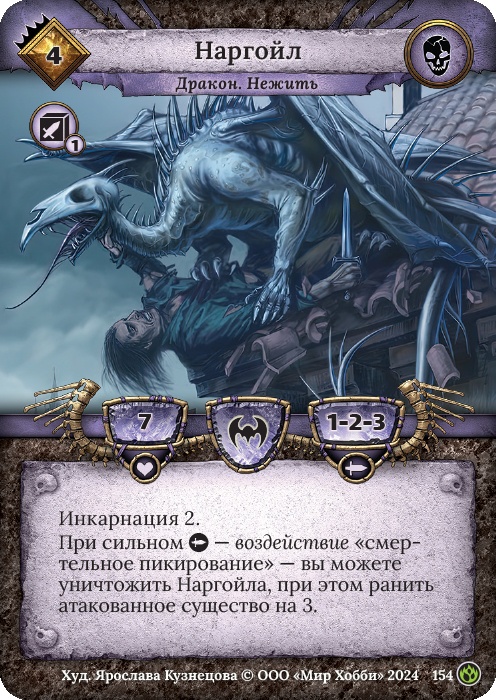 4
Наргойл
Дракон. Нежить
1
7
1-2-3
Инкарнация 2.
При сильном — воздействие «смер-
тельное пикирование» — вы можете
уничтожить Наргойла, при этом ранить
атакованное существо на 3.
Худ. Ярослава Кузнецова © ООО «Мир Хобби» 2024 154